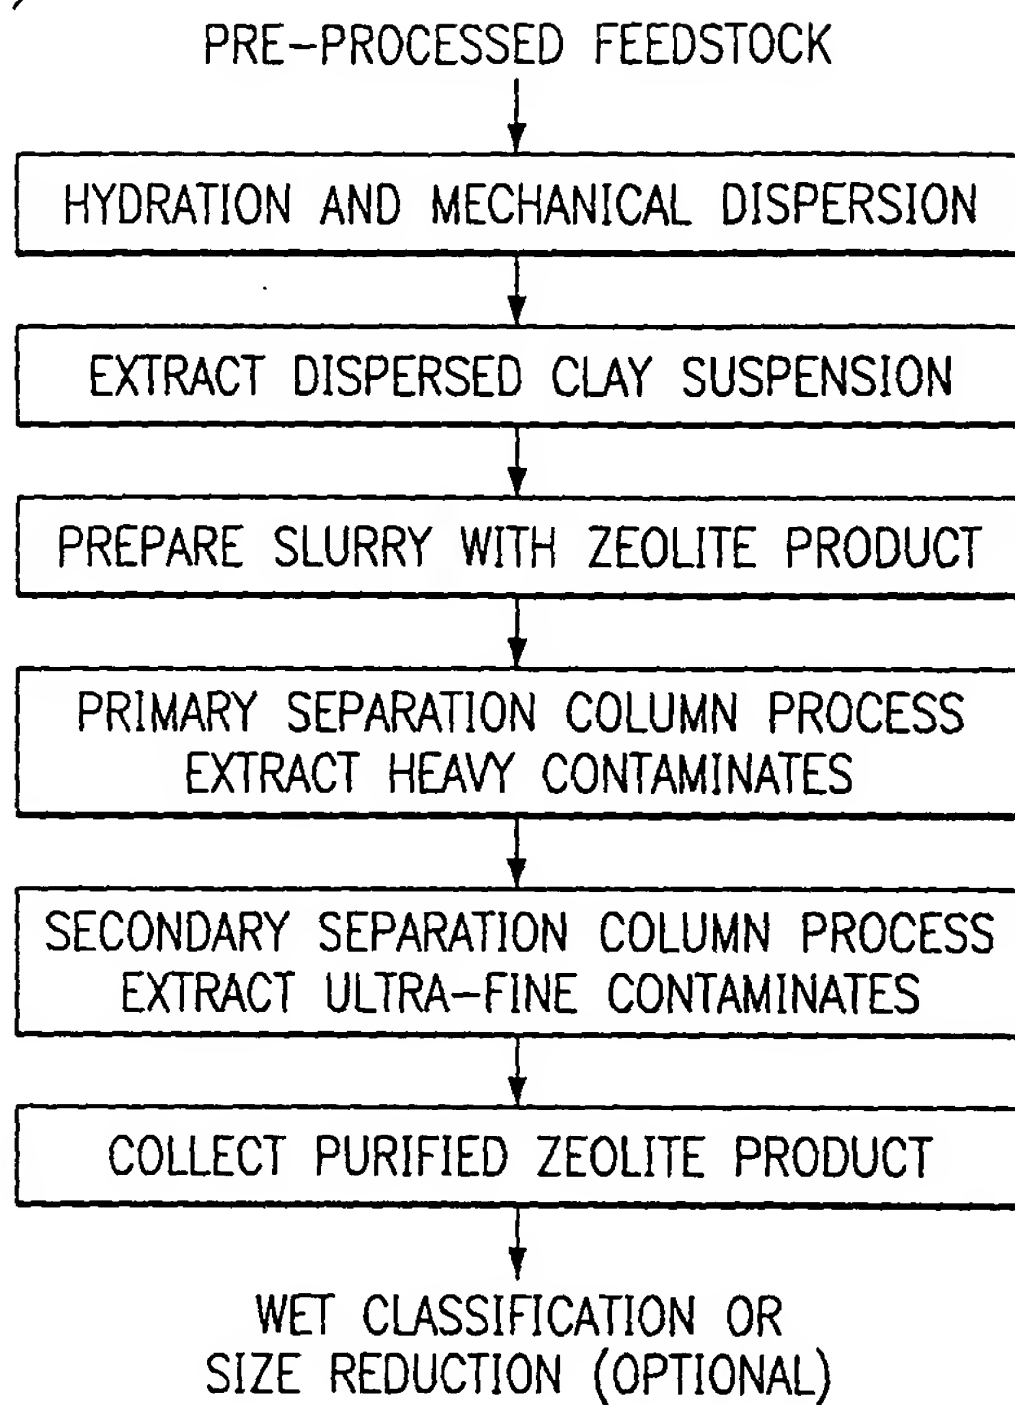 PRE-PROCESSED FEEDSTOCK
HYDRATION AND MECHANICAL DISPERSION
EXTRACT DISPERSED CLAY SUSPENSION
PREPARE SLURRY WITH ZEOLITE PRODUCT
PRIMARY SEPARATION COLUMN PROCESS
EXTRACT HEAVY CONTAMINATES
SECONDARY SEPARATION COLUMN PROCESS
EXTRACT ULTRA-FINE CONTAMINATES
COLLECT PURIFIED ZEOLITE PRODUCT
WET CLASSIFICATION OR
SIZE REDUCTION (OPTIONAL)